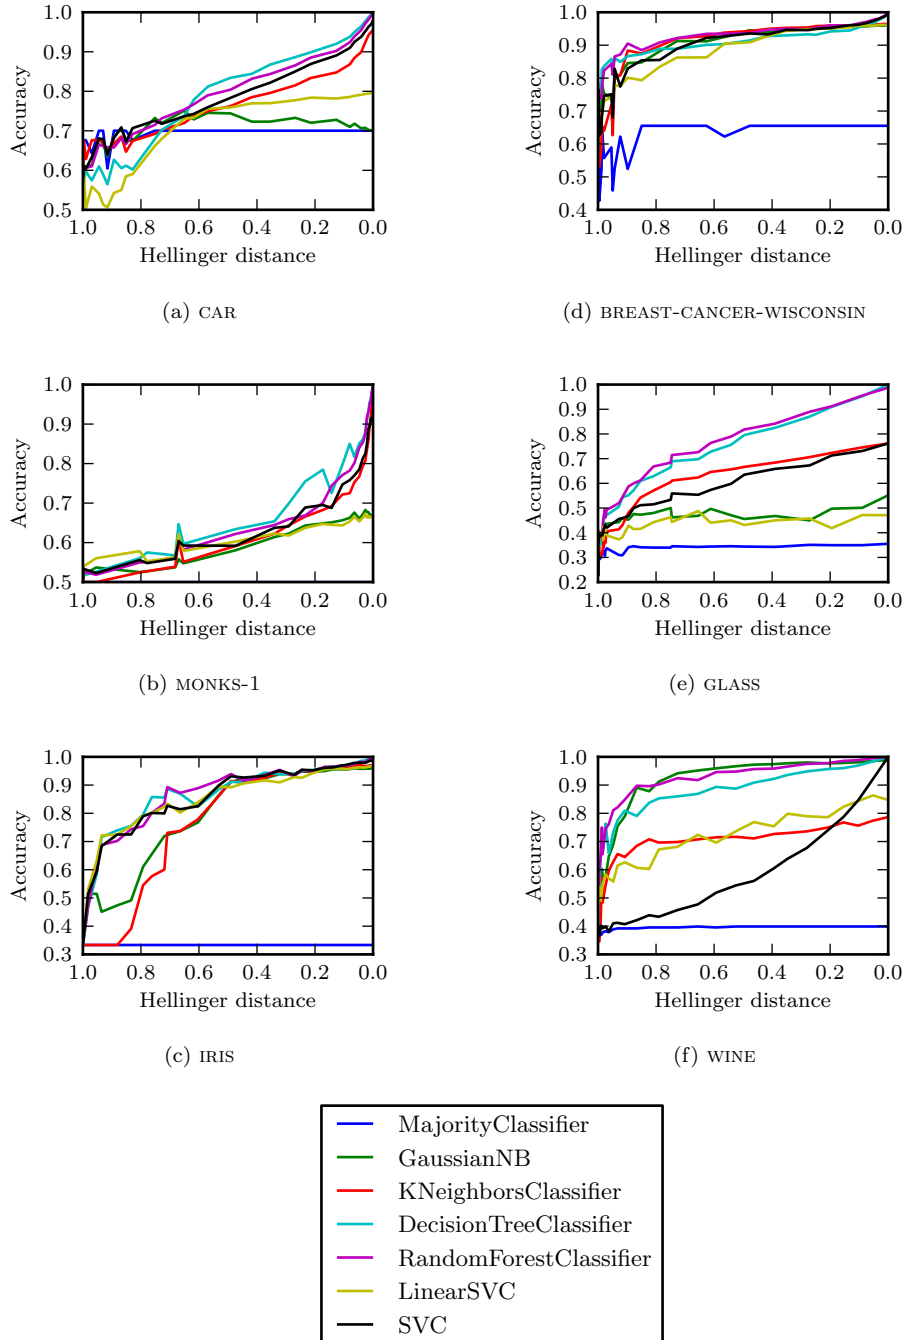 1.0
0.9
0.8
0.7
0.6
0.5
Accuracy
1.0 0.8 0.6 0.4 0.2 0.0
Hellinger distance
(a) CAR
1.0
0.9
0.8
0.7
0.6
0.5
0.4
Accuracy
1.0 0.8 0.6 0.4 0.2 0.0
Hellinger distance
(d) BREAST-CANCER-WISCONSIN
1.0
0.9
0.8
0.7
0.6
0.5
Accuracy
1.0 0.8 0.6 0.4 0.2 0.0
Hellinger distance
(b) MONKS-1
1.0
0.9
0.8
0.7
0.6
0.5
0.4
0.3
0.2
Accuracy
1.0 0.8 0.6 0.4 0.2 0.0
Hellinger distance
(e) GLASS
1.0
0.9
0.8
0.7
0.6
0.5
0.4
0.3
Accuracy
1.0 0.8 0.6 0.4 0.2 0.0
Hellinger distance
(c) IRIS
1.0
0.9
0.8
0.7
0.6
0.5
0.4
0.3
Accuracy
1.0 0.8 0.6 0.4 0.2 0.0
Hellinger distance
(f) WINE
MajorityClassifier
GaussianNB
KNeighborsClassifier
DecisionTreeClassifier
RandomForestClassifier
LinearSVC
SVC